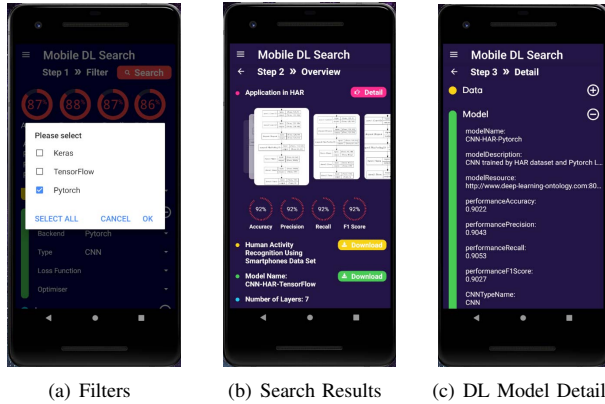 Mobile DL Search
Step 1 » Filter
Search
87% 88% 87% 86%
Please select
Keras
TensorFlow
Pytorch
SELECT ALL CANCEL OK
Backend Pytorch
Type CNN
Loss Function
Optimiser
(a) Filters
Mobile DL Search
Step 2 » Overview
Application in HAR
Detail
92% 92% 92% 92%
Accuracy Precision Recall F1 Score
Human Activity
Recognition Using
Smartphones Data Set
Download
Model Name:
CNN-HAR-TensorFlow
Download
Number of Layers: 7
(b) Search Results
Mobile DL Search
Step 3 » Detail
Data
Model
modelName:
CNN-HAR-Pytorch
modelDescription:
CNN trained by HAR dataset and Pytorch L...
modelResource:
http://www.deep-learning-ontology.com:80...
performanceAccuracy:
0.9022
performancePrecision:
0.9043
performanceRecall:
0.9053
performanceF1Score:
0.9027
CNNTypeName:
CNN
(c) DL Model Detail